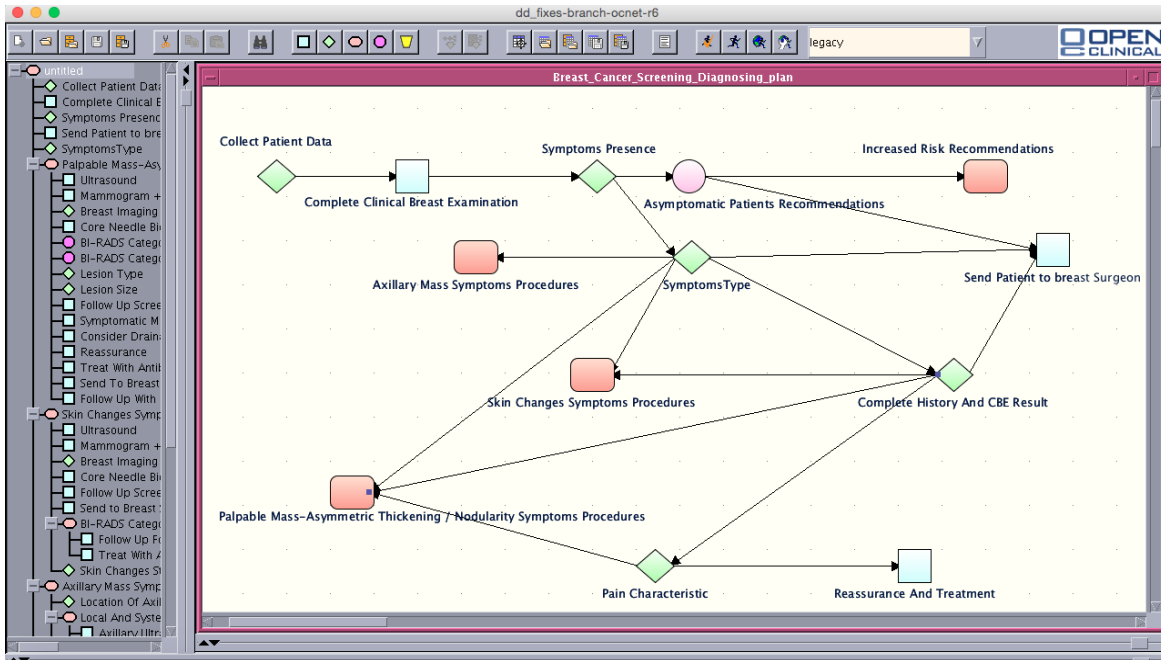 dd_fixes-branch-ocnet-r6
legacy
OPEN
CLINICAL
untitled
Collect Patient Data
Complete Clinical E
Symptoms Presenc
Send Patient to bre
SymptomsType
Palpable Mass-Asy
Ultrasound
Mammogram +
Breast Imaging
Core Needle Bi
BI-RADS Catego
BI-RADS Catego
Lesion Type
Lesion Size
Follow Up Scree
Symptomatic M
Consider Drain
Reassurance
Treat With Antib
Send To Breast
Follow Up With
Skin Changes Symp
Ultrasound
Mammogram +
Breast Imaging
Core Needle Bi
Follow Up Scree
Send to Breast
BI-RADS Catego
Follow Up Fo
Treat With A
Skin Changes S
Axillary Mass Symp
Location Of Axil
Local And Syste
Axillary Ultr
Breast_Cancer_Screening_Diagnosing_plan
Collect Patient Data
Symptoms Presence
Increased Risk Recommendations
Complete Clinical Breast Examination
Asymptomatic Patients Recommendations
Axillary Mass Symptoms Procedures
SymptomsType
Send Patient to breast Surgeon
Skin Changes Symptoms Procedures
Complete History And CBE Result
Palpable Mass-Asymmetric Thickening / Nodularity Symptoms Procedures
Pain Characteristic
Reassurance And Treatment